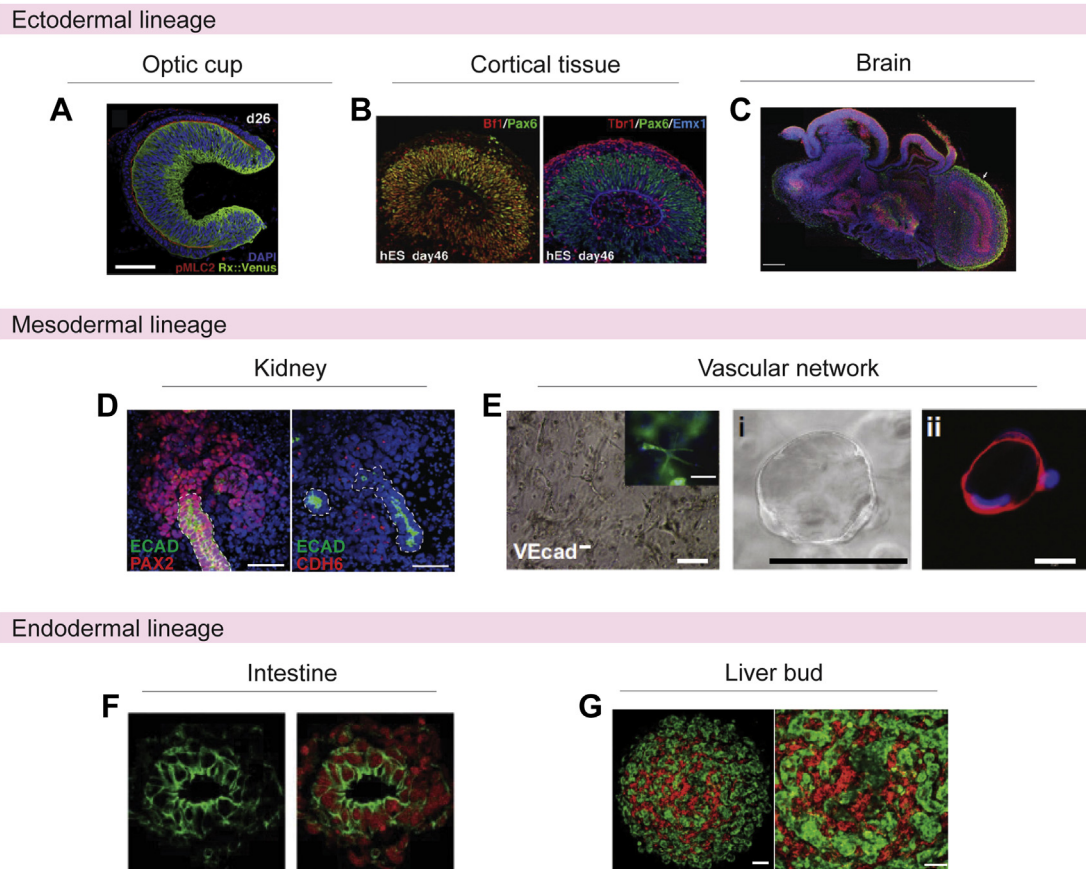 Ectodermal lineage
Optic cup
Cortical tissue
Brain
A
d26
DAPI
pMLC2 Rx::Venus
B
Bf1/Pax6
hES day46
Tbr1/Pax6/Emx1
hES day46
C
Mesodermal lineage
Kidney
Vascular network
D
ECAD
PAX2
ECAD
CDH6
E
VEcad⁻
i
ii
Endodermal lineage
Intestine
Liver bud
F
G